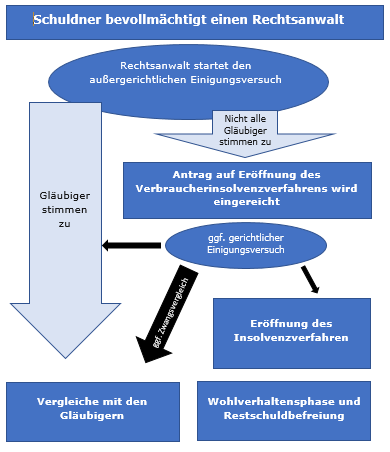 Schuldner bevollmächtigt einen Rechtsanwalt
Rechtsanwalt startet den
außergerichtlichen Einigungsversuch
Nicht alle
Gläubiger
stimmen zu
Antrag auf Eröffnung des
Verbraucherinsolvenzverfahrens wird
eingereicht
Gläubiger
stimmen
zu
ggf. gerichtlicher
Einigungsversuch
ggf. Zwangsvergleich
Eröffnung des
Insolvenzverfahren
Vergleiche mit den
Gläubigern
Wohlverhaltensphase und
Restschuldbefreiung